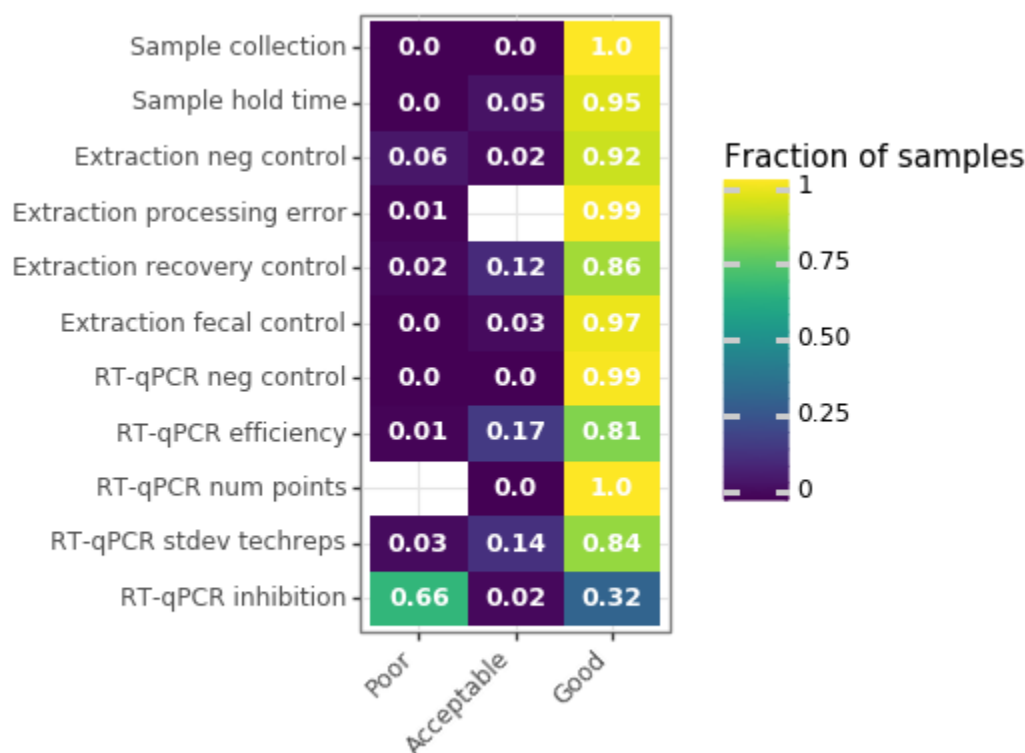 Sample collection 0.0 0.0 1.0
Sample hold time 0.0 0.05 0.95
Extraction neg control 0.06 0.02 0.92
Extraction processing error 0.01 0.99
Extraction recovery control 0.02 0.12 0.86
Extraction fecal control 0.0 0.03 0.97
RT-qPCR neg control 0.0 0.0 0.99
RT-qPCR efficiency 0.01 0.17 0.81
RT-qPCR num points 0.0 1.0
RT-qPCR stdev techreps 0.03 0.14 0.84
RT-qPCR inhibition 0.66 0.02 0.32
Poor Acceptable Good
Fraction of samples
1
0.75
0.50
0.25
0